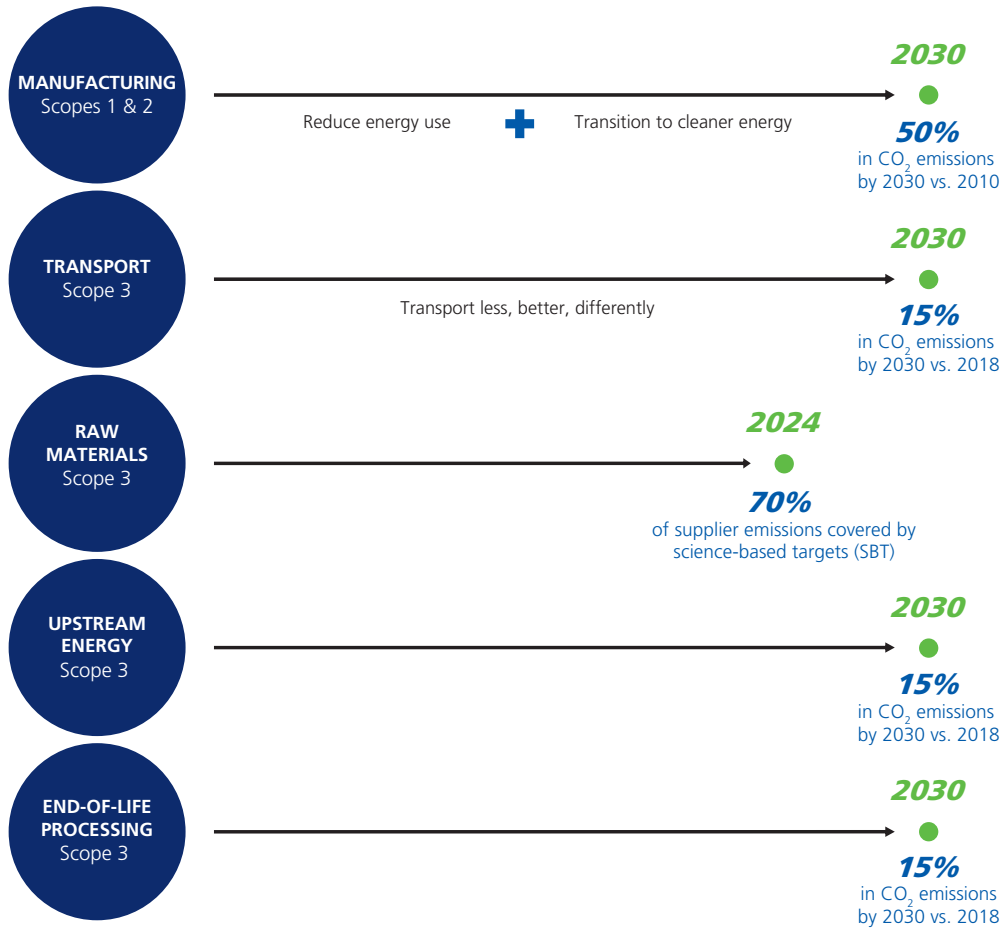 MANUFACTURING
Scopes 1 & 2
Reduce energy use
Transition to cleaner energy
2030
50%
in CO₂ emissions
by 2030 vs. 2010
TRANSPORT
Scope 3
Transport less, better, differently
2030
15%
in CO₂ emissions
by 2030 vs. 2018
RAW
MATERIALS
Scope 3
2024
70%
of supplier emissions covered by
science-based targets (SBT)
UPSTREAM
ENERGY
Scope 3
2030
15%
in CO₂ emissions
by 2030 vs. 2018
END-OF-LIFE
PROCESSING
Scope 3
2030
15%
in CO₂ emissions
by 2030 vs. 2018